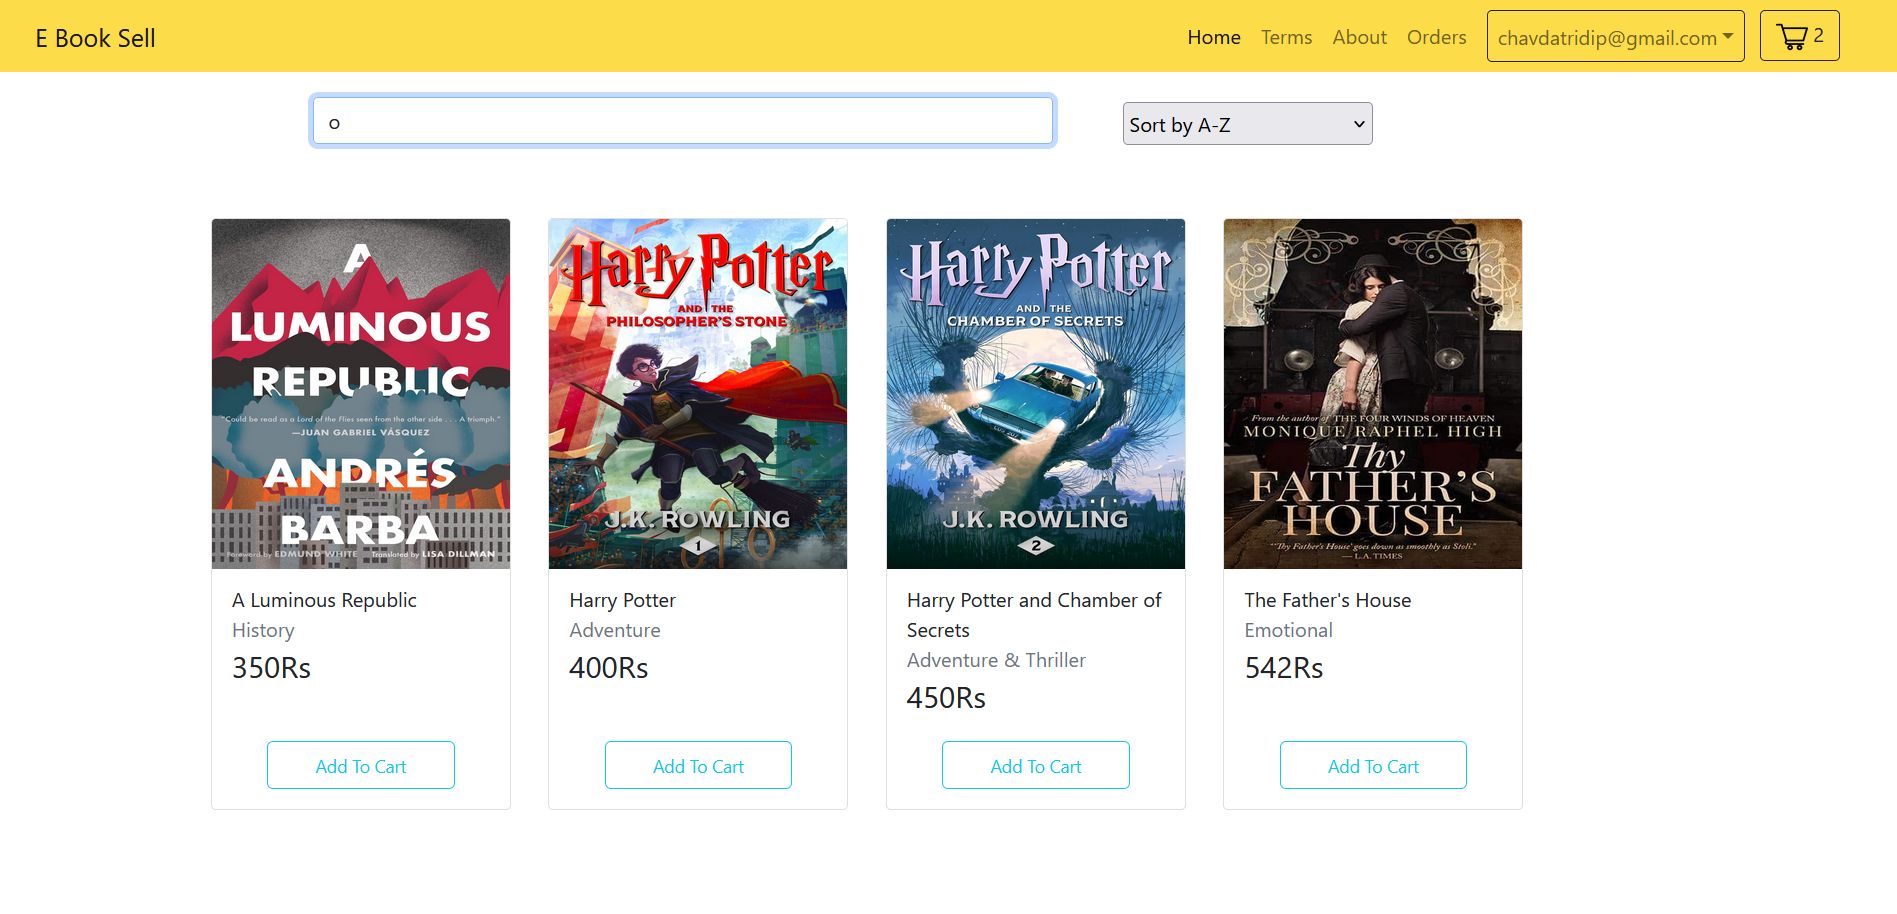 E Book Sell
Home Terms About Orders chavdatridip@gmail.com 2
o
Sort by A-Z
A
LUMINOUS
REPUBLIC
"Could be read as a Lord of the Flies seen from the other side . . . A triumph."
—JUAN GABRIEL VÁSQUEZ
ANDRÉS
BARBA
Foreword by EDMUND WHITE Translated by LISA DILLMAN
A Luminous Republic
History
350Rs
Add To Cart
Harry Potter
AND THE
PHILOSOPHER'S STONE
J.K. ROWLING
1
Harry Potter
Adventure
400Rs
Add To Cart
Harry Potter
AND THE
CHAMBER OF SECRETS
J.K. ROWLING
2
Harry Potter and Chamber of
Secrets
Adventure & Thriller
450Rs
Add To Cart
From the author of THE FOUR WINDS OF HEAVEN
MONIQUE RAPHEL HIGH
Thy
FATHER'S
HOUSE
"'Thy Father's House' goes down as smoothly as Stoli."
— L.A. TIMES
The Father's House
Emotional
542Rs
Add To Cart